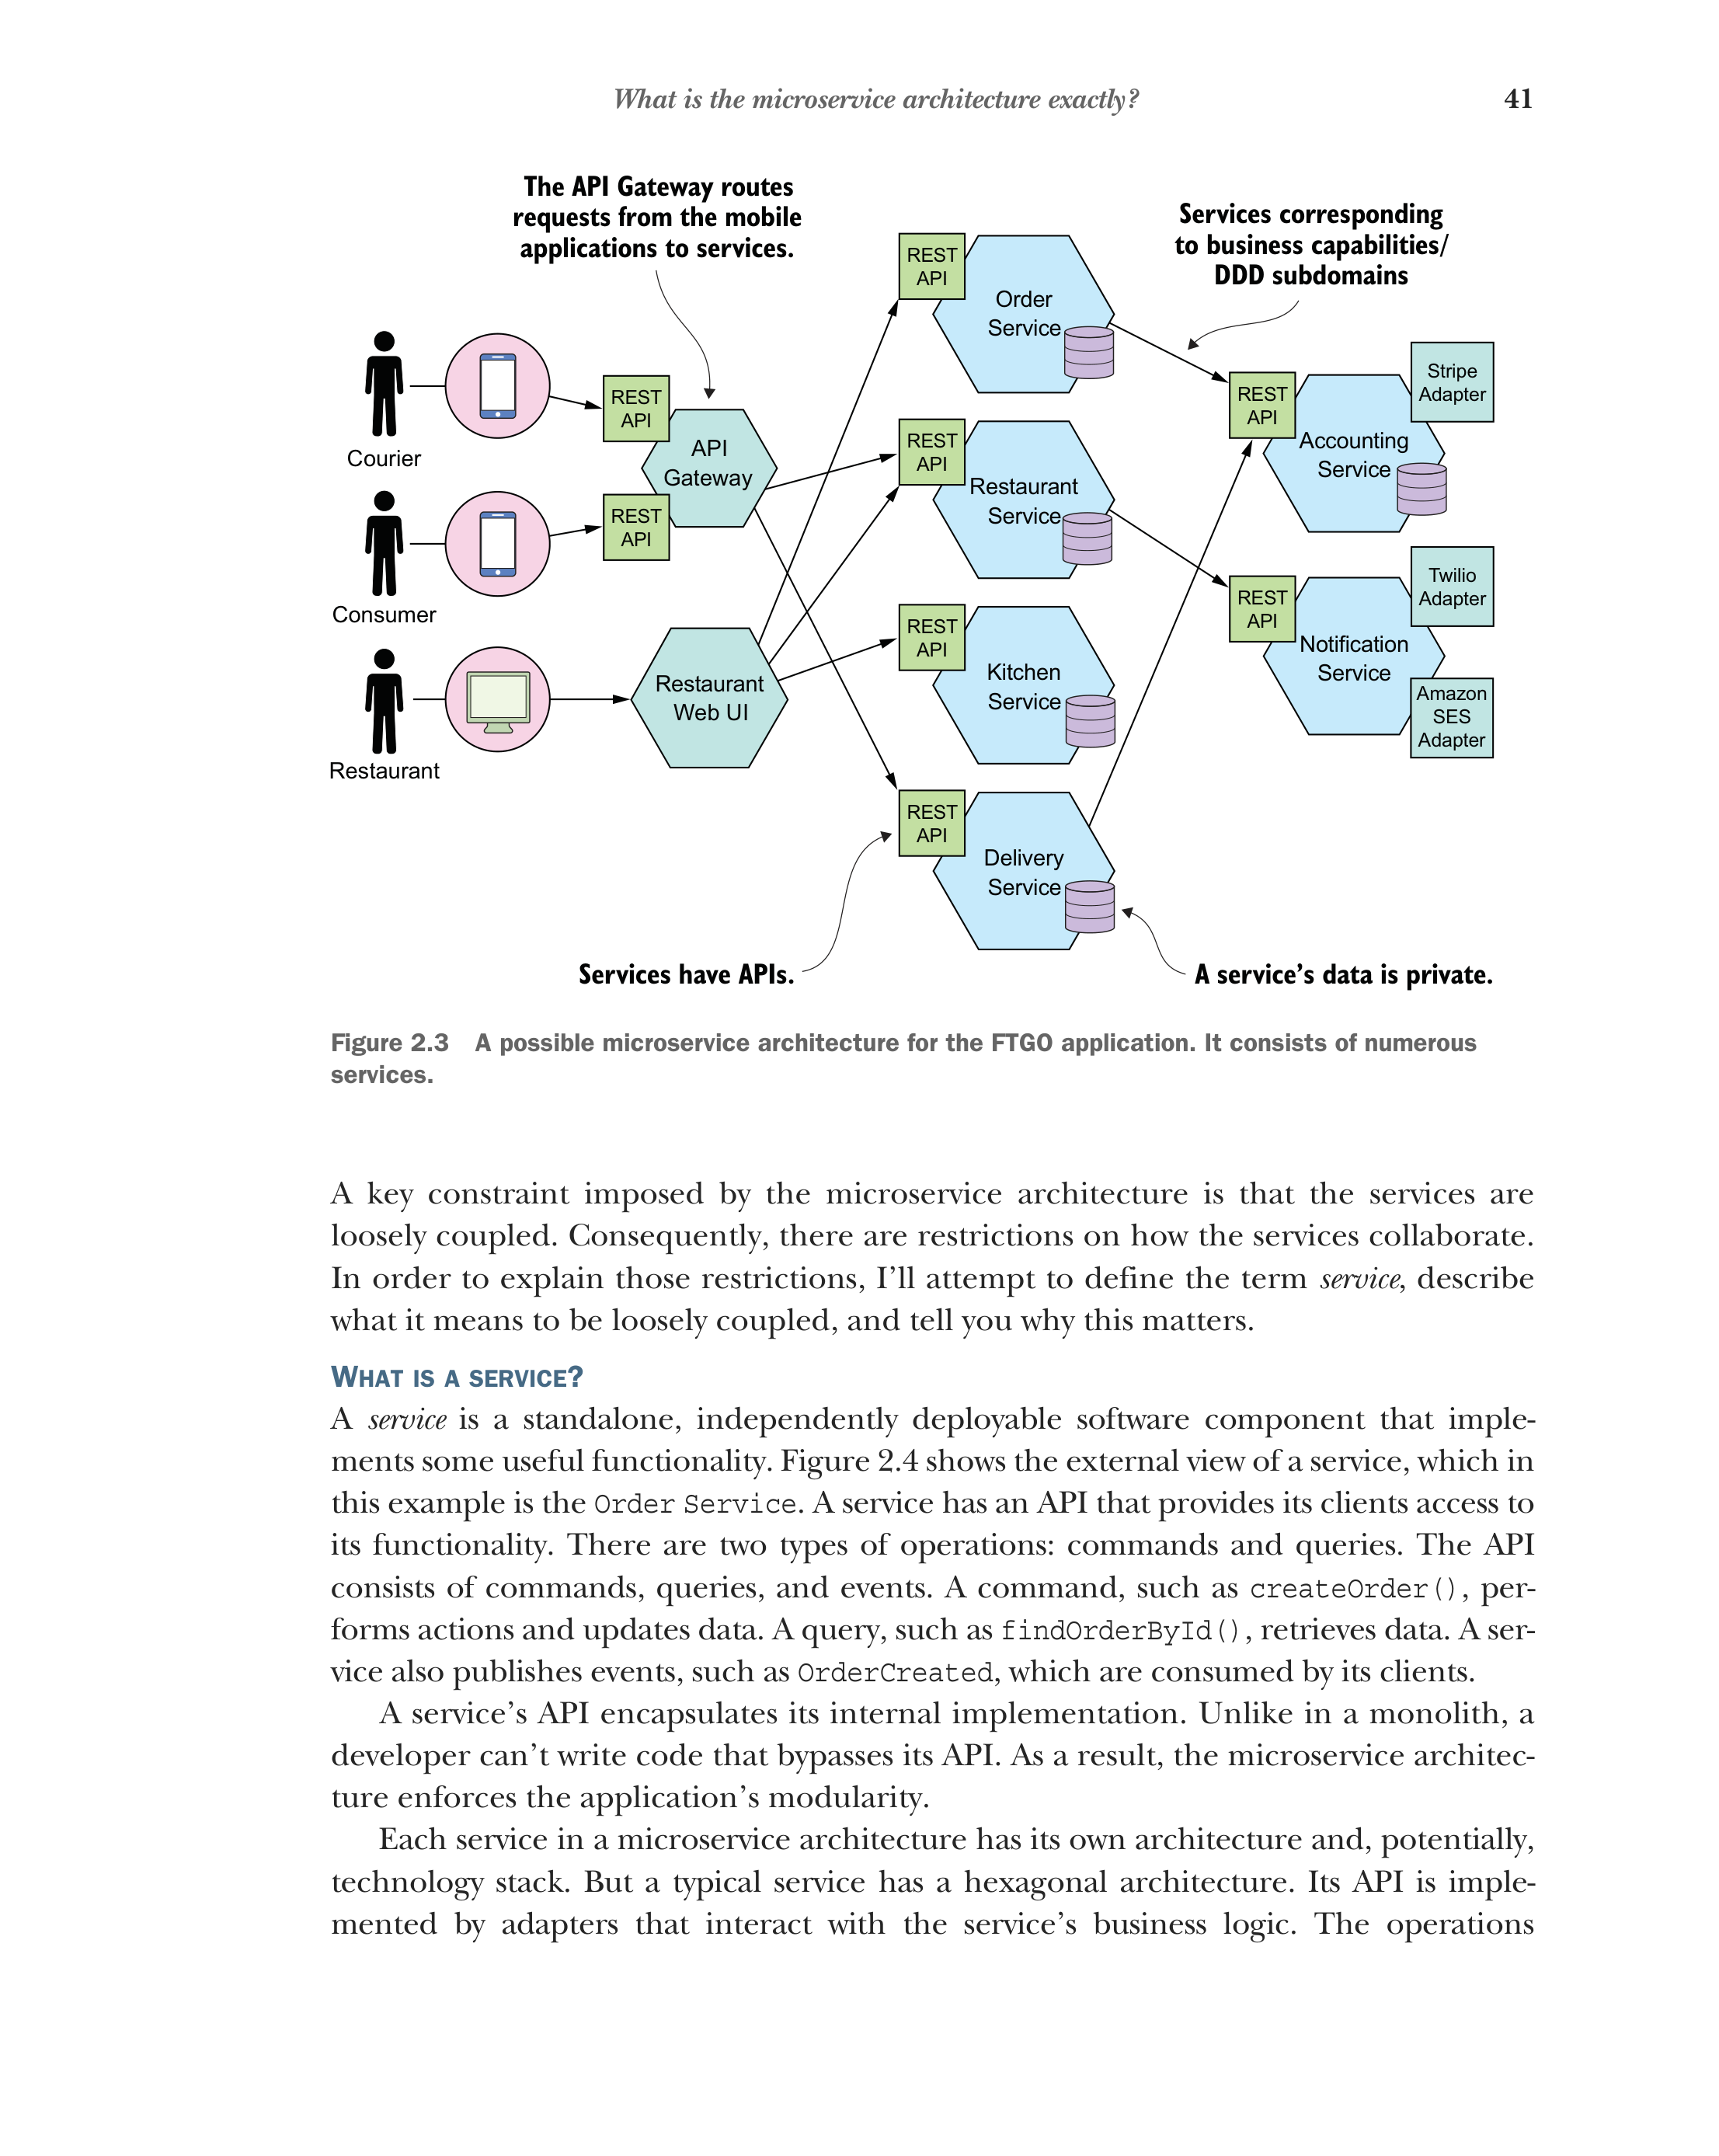 What is the microservice architecture exactly?
41
The API Gateway routes
requests from the mobile
applications to services.
Services corresponding
to business capabilities/
DDD subdomains
Courier
Consumer
Restaurant
REST
API
REST
API
API
Gateway
Restaurant
Web UI
REST
API
Order
Service
REST
API
Restaurant
Service
REST
API
Kitchen
Service
REST
API
Delivery
Service
REST
API
Accounting
Service
Stripe
Adapter
REST
API
Notification
Service
Twilio
Adapter
Amazon
SES
Adapter
Services have APIs.
A service’s data is private.
Figure 2.3 A possible microservice architecture for the FTGO application. It consists of numerous
services.
A key constraint imposed by the microservice architecture is that the services are
loosely coupled. Consequently, there are restrictions on how the services collaborate.
In order to explain those restrictions, I’ll attempt to define the term service, describe
what it means to be loosely coupled, and tell you why this matters.
WHAT IS A SERVICE?
A service is a standalone, independently deployable software component that imple-
ments some useful functionality. Figure 2.4 shows the external view of a service, which in
this example is the Order Service. A service has an API that provides its clients access to
its functionality. There are two types of operations: commands and queries. The API
consists of commands, queries, and events. A command, such as createOrder(), per-
forms actions and updates data. A query, such as findOrderById(), retrieves data. A ser-
vice also publishes events, such as OrderCreated, which are consumed by its clients.
A service’s API encapsulates its internal implementation. Unlike in a monolith, a
developer can’t write code that bypasses its API. As a result, the microservice architec-
ture enforces the application’s modularity.
Each service in a microservice architecture has its own architecture and, potentially,
technology stack. But a typical service has a hexagonal architecture. Its API is imple-
mented by adapters that interact with the service’s business logic. The operations